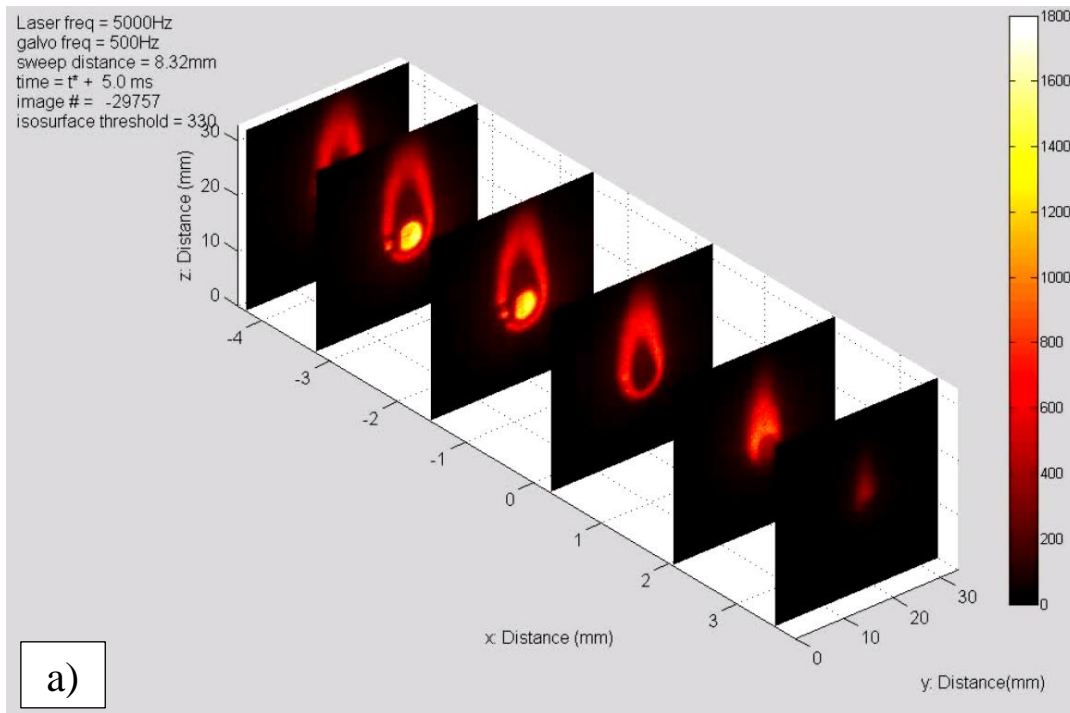 Laser freq = 5000Hz
galvo freq = 500Hz
sweep distance = 8.32mm
time = t* + 5.0 ms
image # = -29757
isosurface threshold = 330
30
20
10
0
z: Distance (mm)
-4
-3
-2
-1
0
1
2
3
x: Distance (mm)
0
10
20
30
y: Distance(mm)
1800
1600
1400
1200
1000
800
600
400
200
0
a)